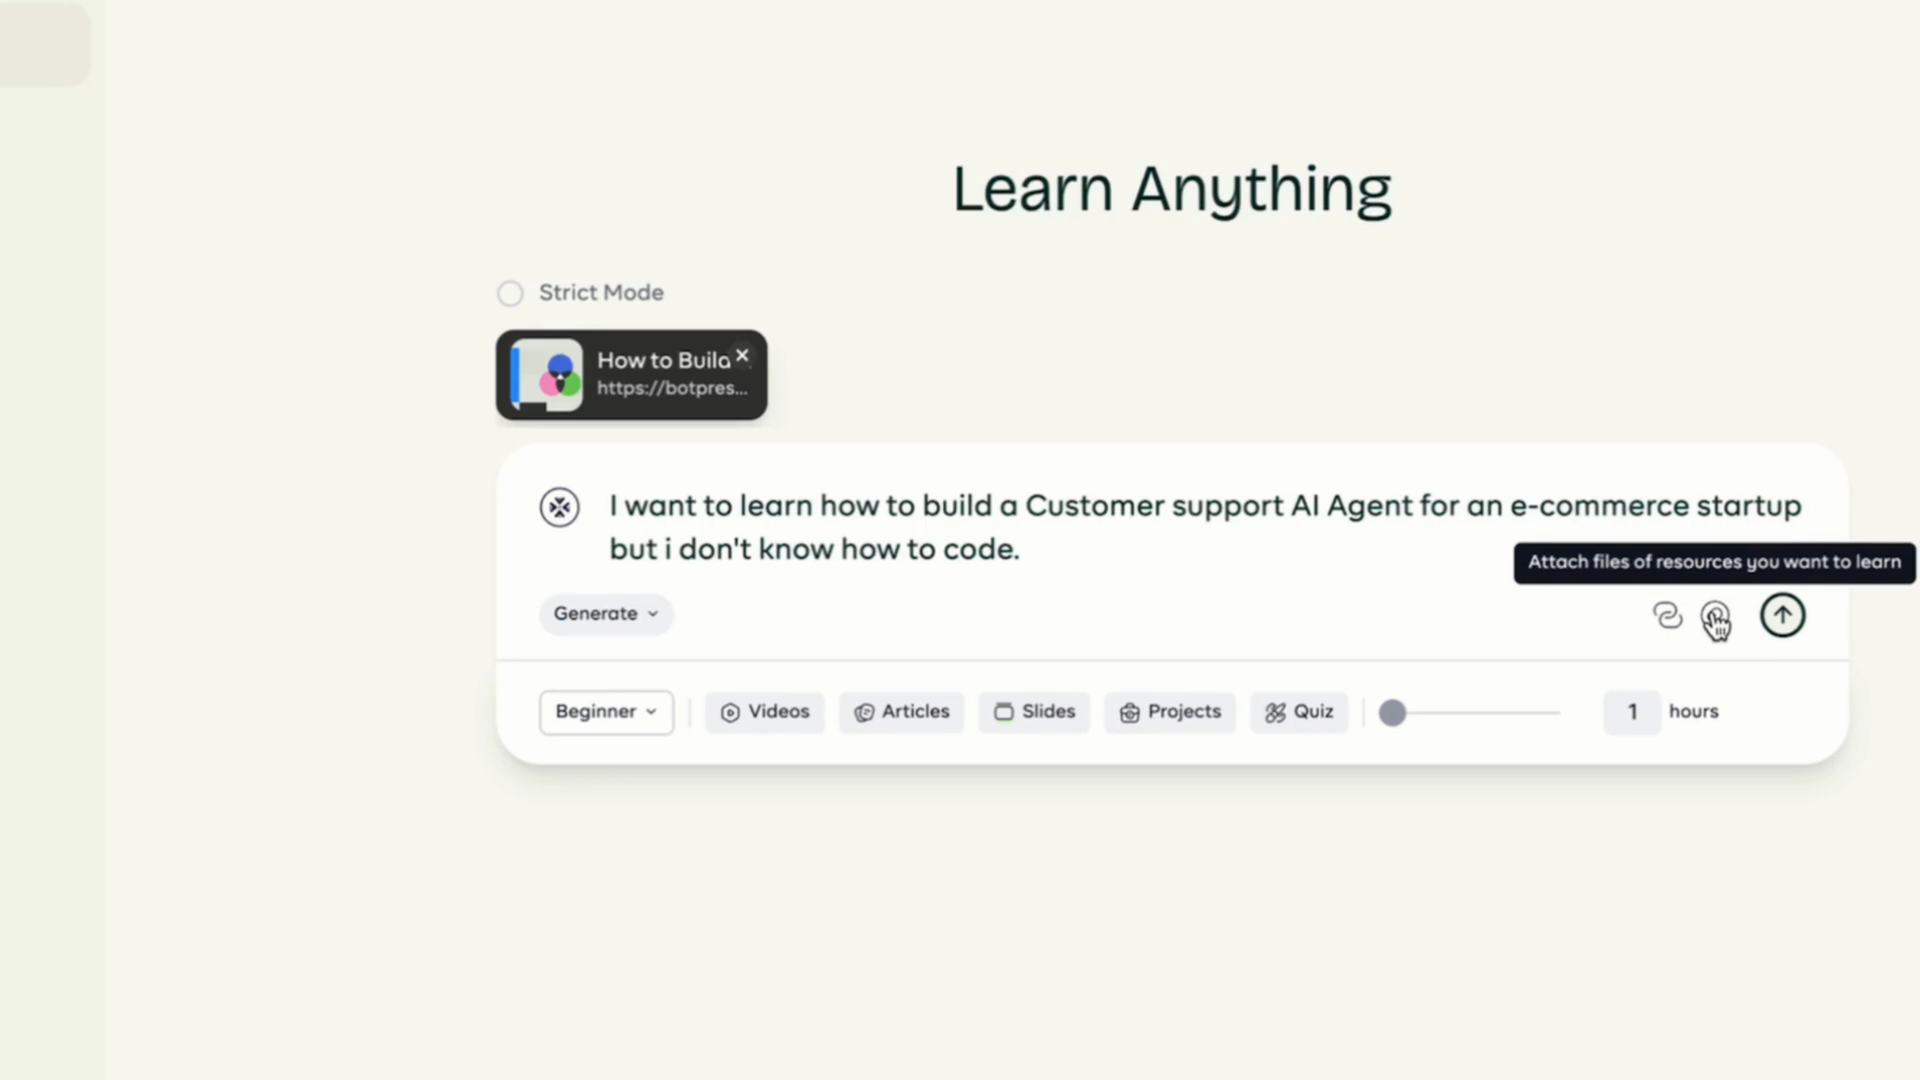 Learn Anything
Strict Mode
How to Build
https://botpres...
I want to learn how to build a Customer support AI Agent for an e-commerce startup
but i don't know how to code.
Attach files of resources you want to learn
Generate
Beginner
Videos
Articles
Slides
Projects
Quiz
1
hours